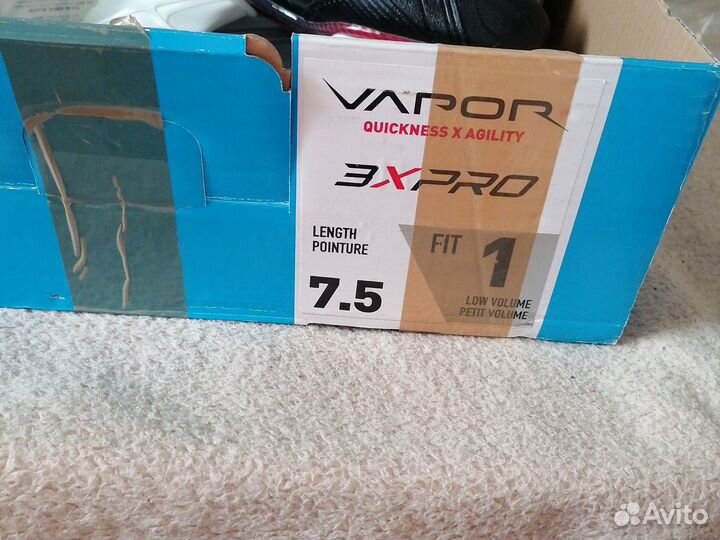 VAPOR
QUICKNESS X AGILITY
3XPRO
LENGTH
POINTURE
7.5
FIT 1
LOW VOLUME
PETIT VOLUME
Avito